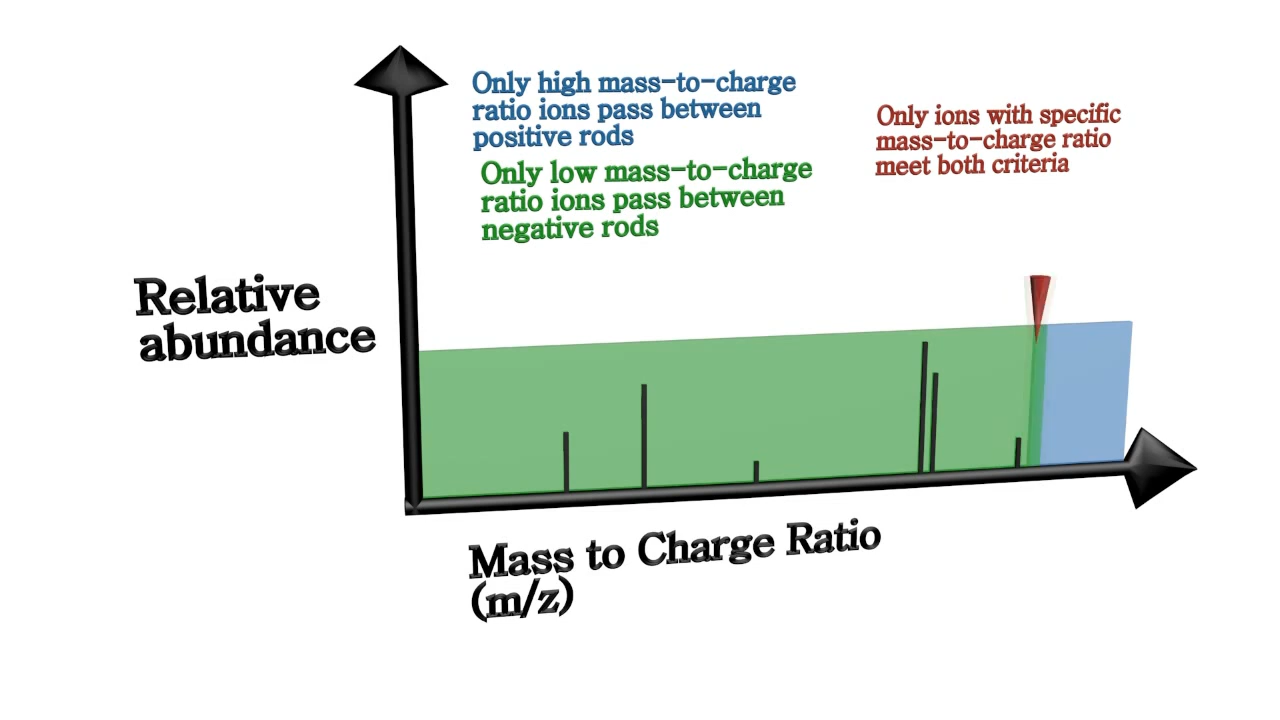 Only high mass-to-charge
ratio ions pass between
positive rods
Only low mass-to-charge
ratio ions pass between
negative rods
Only ions with specific
mass-to-charge ratio
meet both criteria
Relative
abundance
Mass to Charge Ratio
(m/z)